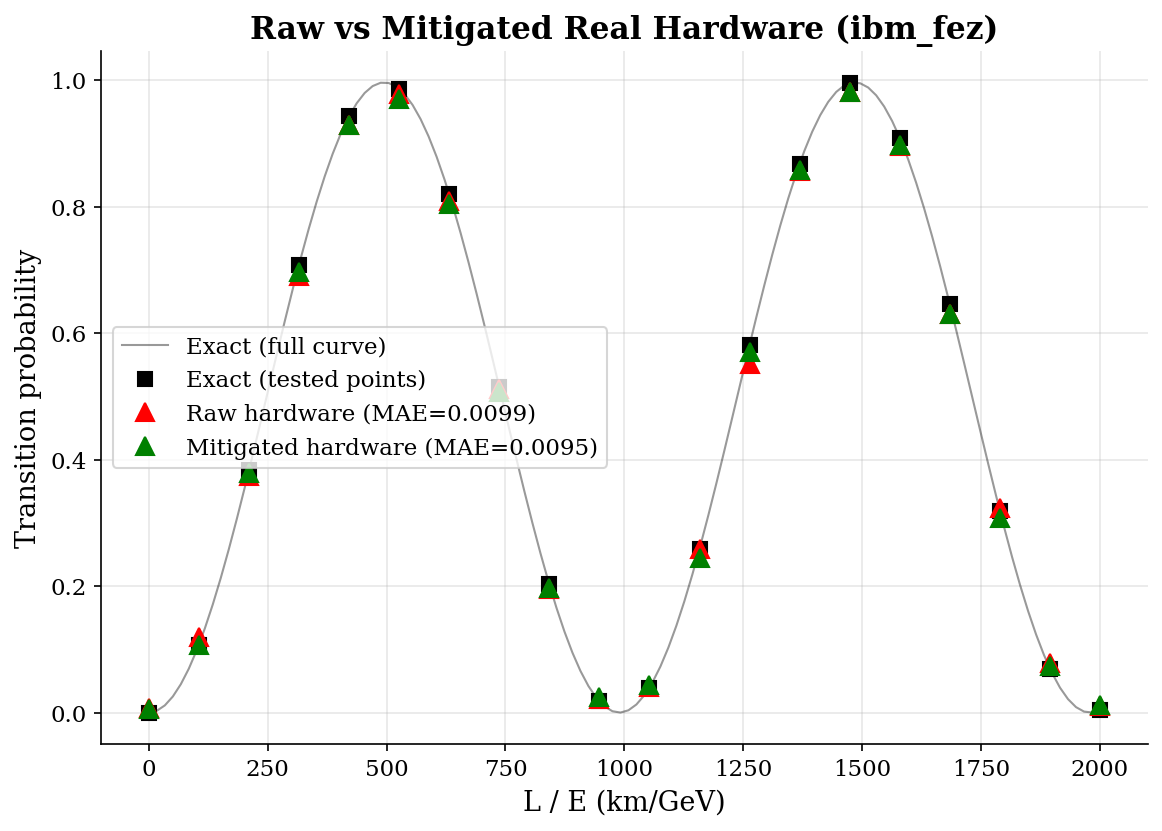 Raw vs Mitigated Real Hardware (ibm_fez)
Transition probability
1.0
0.8
0.6
0.4
0.2
0.0
Exact (full curve)
Exact (tested points)
Raw hardware (MAE=0.0099)
Mitigated hardware (MAE=0.0095)
0 250 500 750 1000 1250 1500 1750 2000
L / E (km/GeV)